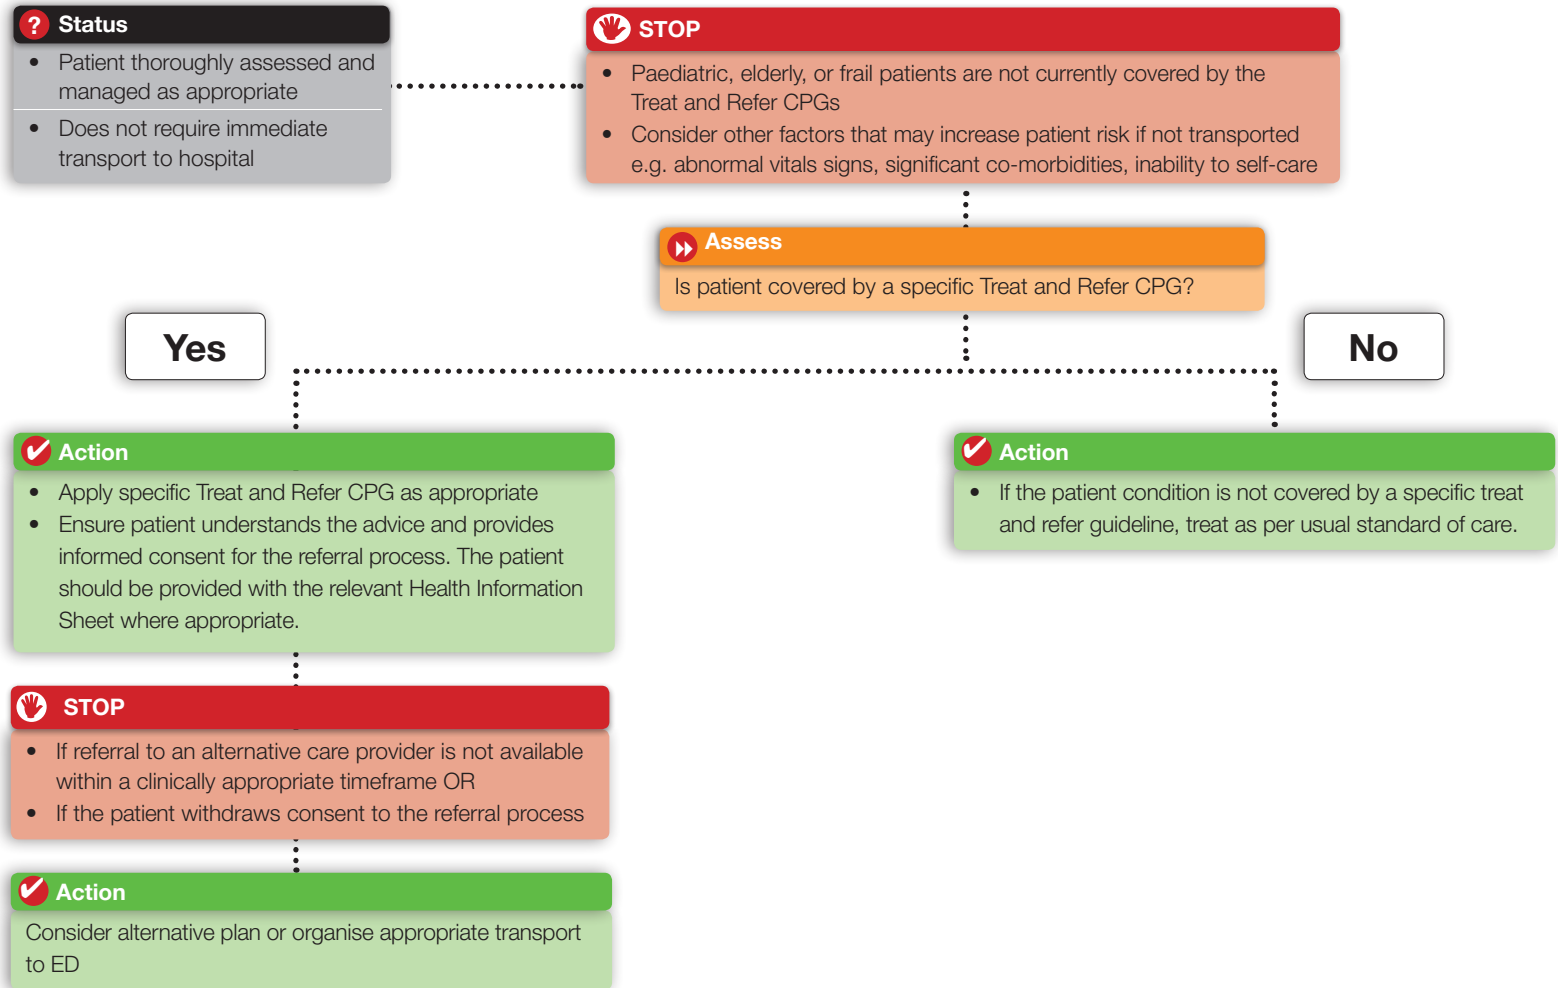 ? Status
• Patient thoroughly assessed and
managed as appropriate
• Does not require immediate
transport to hospital
STOP
• Paediatric, elderly, or frail patients are not currently covered by the
Treat and Refer CPGs
• Consider other factors that may increase patient risk if not transported
e.g. abnormal vitals signs, significant co-morbidities, inability to self-care
Assess
Is patient covered by a specific Treat and Refer CPG?
Yes
No
Action
• Apply specific Treat and Refer CPG as appropriate
• Ensure patient understands the advice and provides
informed consent for the referral process. The patient
should be provided with the relevant Health Information
Sheet where appropriate.
Action
• If the patient condition is not covered by a specific treat
and refer guideline, treat as per usual standard of care.
STOP
• If referral to an alternative care provider is not available
within a clinically appropriate timeframe OR
• If the patient withdraws consent to the referral process
Action
Consider alternative plan or organise appropriate transport
to ED